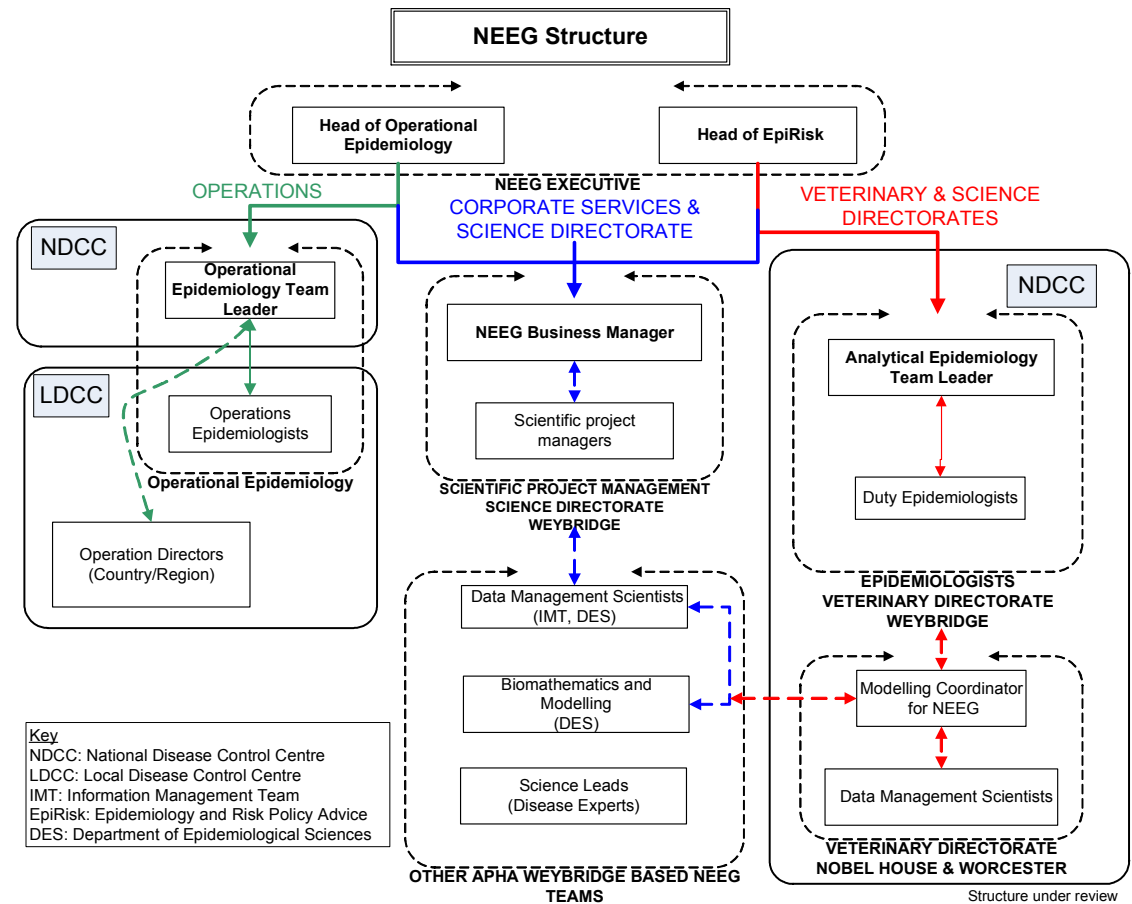 NEEG Structure
Head of Operational
Epidemiology
Head of EpiRisk
NEEG EXECUTIVE
OPERATIONS
CORPORATE SERVICES &
SCIENCE DIRECTORATE
VETERINARY & SCIENCE
DIRECTORATES
NDCC
Operational
Epidemiology Team
Leader
LDCC
Operations
Epidemiologists
Operational Epidemiology
Operation Directors
(Country/Region)
NEEG Business Manager
Scientific project
managers
SCIENTIFIC PROJECT MANAGEMENT
SCIENCE DIRECTORATE
WEYBRIDGE
Data Management Scientists
(IMT, DES)
Biomathematics and
Modelling
(DES)
Science Leads
(Disease Experts)
OTHER APHA WEYBRIDGE BASED NEEG
TEAMS
NDCC
Analytical Epidemiology
Team Leader
Duty Epidemiologists
EPIDEMIOLOGISTS
VETERINARY DIRECTORATE
WEYBRIDGE
Modelling Coordinator
for NEEG
Data Management Scientists
VETERINARY DIRECTORATE
NOBEL HOUSE & WORCESTER
Key
NDCC: National Disease Control Centre
LDCC: Local Disease Control Centre
IMT: Information Management Team
EpiRisk: Epidemiology and Risk Policy Advice
DES: Department of Epidemiological Sciences
Structure under review